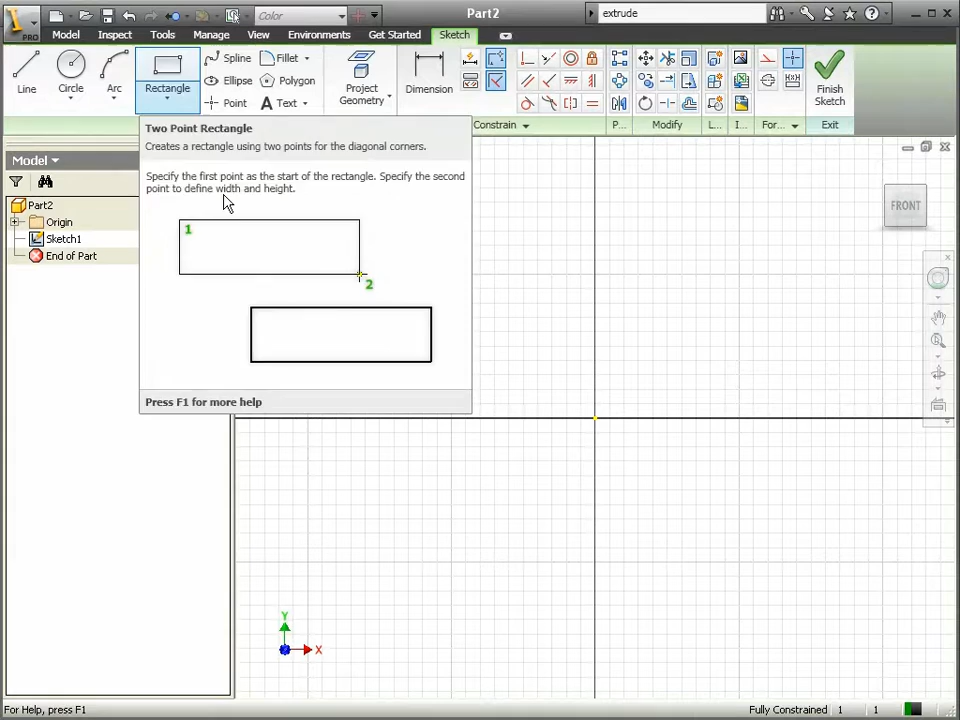 I
PRO
Color
Part2
extrude
Model
Inspect
Tools
Manage
View
Environments
Get Started
Sketch
Line
Circle
Arc
Rectangle
Spline
Ellipse
Point
Fillet
Polygon
A Text
Project
Geometry
Dimension
Finish
Sketch
Constrain
P...
Modify
L...
I...
For...
Exit
Two Point Rectangle
Creates a rectangle using two points for the diagonal corners.
Specify the first point as the start of the rectangle. Specify the second
point to define width and height.
1
2
Press F1 for more help
Model
Part2
Origin
Sketch1
End of Part
FRONT
Y
X
For Help, press F1
Fully Constrained
1
1